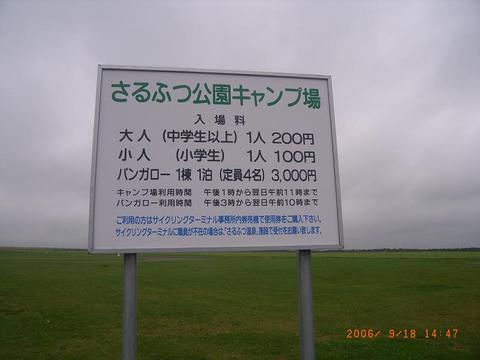 さるふつ公園キャンプ場
入場料
大人 (中学生以上) 1人 200円
小人 (小学生) 1人 100円
バンガロー 1棟 1泊 (定員4名) 3,000円
キャンプ場利用時間 午後1時から翌日午前11時まで
バンガロー利用時間 午後3時から翌日午前10時まで
ご利用の方はサイクリングターミナル事務所内券売機で使用券をご購入下さい。
サイクリングターミナルに職員が不在の場合は、「さるふつ温泉」施設で受付をお願い致します。
2006/ 9/18 14:47